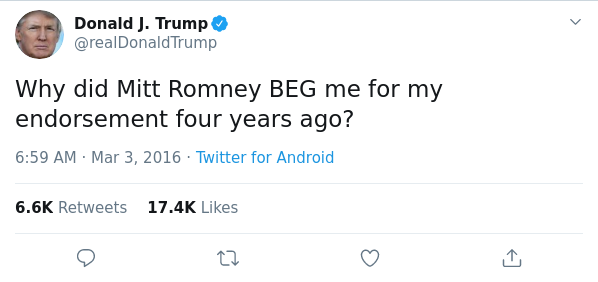 Donald J. Trump
@realDonaldTrump
Why did Mitt Romney BEG me for my
endorsement four years ago?
6:59 AM · Mar 3, 2016 · Twitter for Android
6.6K Retweets 17.4K Likes